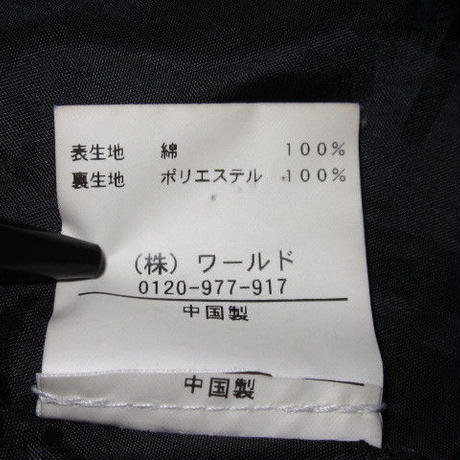 表生地 綿 100%
裏生地 ポリエステル 100%
(株) ワールド
0120-977-917
中国製
中国製